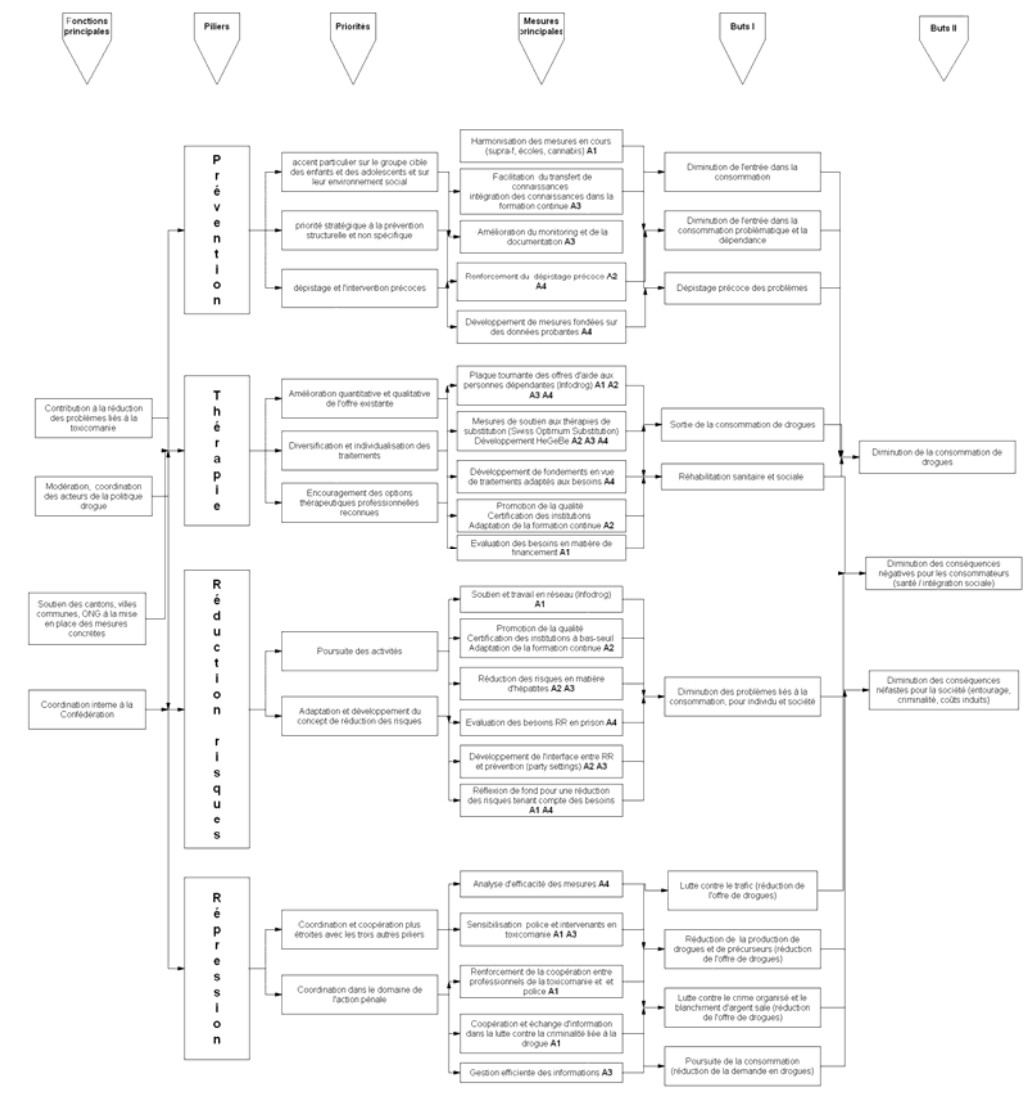 Fonctions
principales
Piliers
Priorités
Mesures
principales
Buts I
Buts II
Contribution à la réduction
des problèmes liés à la
toxicomanie
Modération, coordination
des acteurs de la politique
drogue
Soutien des cantons, villes
communes, ONG à la mise
en place des mesures
concrètes
Coordination interne à la
Confédération
Prévention
accent particulier sur le groupe cible
des enfants et des adolescents et sur
leur environnement social
priorité stratégique à la prévention
structurelle et non spécifique
dépistage et l'intervention précoces
Harmonisation des mesures en cours
(supra-f, écoles, cannabis) A1
Facilitation du transfert de
connaissances
intégration des connaissances dans la
formation continue A3
Amélioration du monitoring et de la
documentation A3
Renforcement du dépistage précoce A2
A4
Développement de mesures fondées sur
des données probantes A4
Diminution de l'entrée dans la
consommation
Diminution de l'entrée dans la
consommation problématique et la
dépendance
Dépistage précoce des problèmes
Thérapie
Amélioration quantitative et qualitative
de l'offre existante
Diversification et individualisation des
traitements
Encouragement des options
thérapeutiques professionnelles
reconnues
Plaque tournante des offres d'aide aux
personnes dépendantes (Infodrog) A1 A2
A3 A4
Mesures de soutien aux thérapies de
substitution (Swiss Optimum Substitution)
Développement HeGeBe A2 A3 A4
Développement de fondements en vue
de traitements adaptés aux besoins A4
Promotion de la qualité
Certification des institutions
Adaptation de la formation continue A2
Evaluation des besoins en matière de
financement A1
Sortie de la consommation de drogues
Réhabilitation sanitaire et sociale
Diminution de la consommation de
drogues
Diminution des conséquences
négatives pour les consommateurs
(santé / intégration sociale)
Diminution des conséquences
néfastes pour la société (entourage,
criminalité, coûts induits)
Réduction risques
Poursuite des activités
Adaptation et développement du
concept de réduction des risques
Soutien et travail en réseau (Infodrog)
A1
Promotion de la qualité
Certification des institutions à bas-seuil
Adaptation de la formation continue A2
Réduction des risques en matière
d'hépatites A2 A3
Evaluation des besoins RR en prison A4
Développement de l'interface entre RR
et prévention (party settings) A2 A3
Réflexion de fond pour une réduction
des risques tenant compte des besoins
A1 A4
Diminution des problèmes liés à la
consommation, pour individu et société
Répression
Coordination et coopération plus
étroites avec les trois autres piliers
Coordination dans le domaine de
l'action pénale
Analyse d'efficacité des mesures A4
Sensibilisation police et intervenants en
toxicomanie A1 A3
Renforcement de la coopération entre
professionnels de la toxicomanie et et
police A1
Coopération et échange d'information
dans la lutte contre la criminalité liée à
la drogue A1
Gestion efficiente des informations A3
Lutte contre le trafic (réduction de
l'offre de drogues)
Réduction de la production de
drogues et de précurseurs (réduction
de l'offre de drogues)
Lutte contre le crime organisé et le
blanchiment d'argent sale (réduction
de l'offre de drogues)
Poursuite de la consommation
(réduction de la demande en drogues)